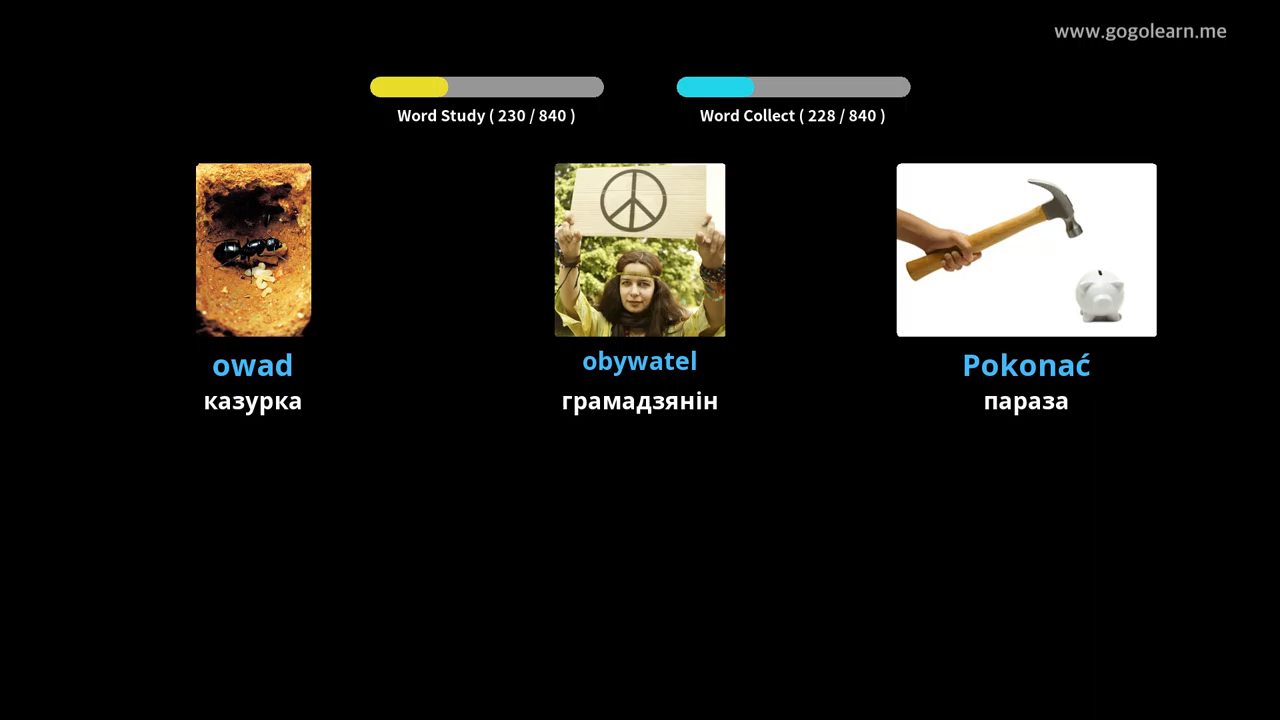 www.gogolearn.me
Word Study ( 230 / 840 )
Word Collect ( 228 / 840 )
owad
obywatel
Pokonać
казурка
грамадзянін
параза